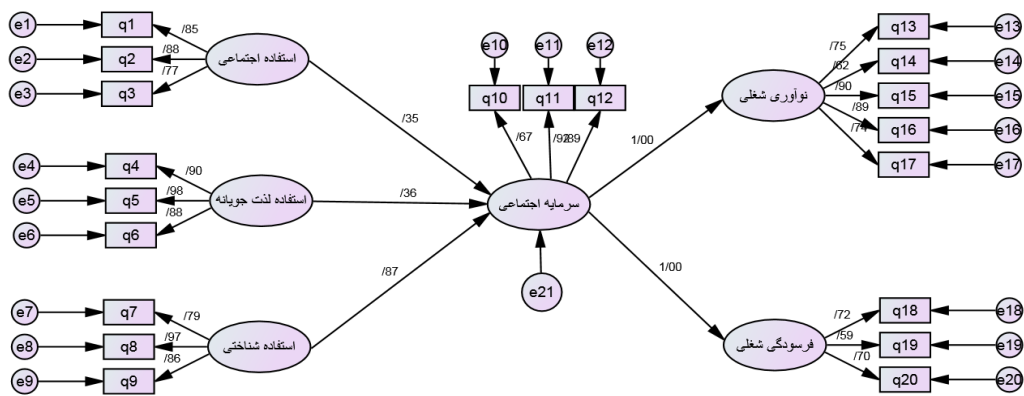 e1 q1 /85
e2 q2 /88 استفاده اجتماعی
e3 q3 /77
/35
e4 q4 /90
e5 q5 /98 استفاده لذت جویانه
e6 q6 /88
/36
e7 q7 /79
e8 q8 /97 استفاده شناختی
e9 q9 /86
/87
e10 e11 e12
q10 q11 q12
/67 /89
سرمایه اجتماعی
e21
1/00
1/00
/75 q13 e13
/62 q14 e14
نوآوری شغلی /90 q15 e15
/89 q16 e16
q17 e17
/72 q18 e18
فرسودگی شغلی /59 q19 e19
/70 q20 e20